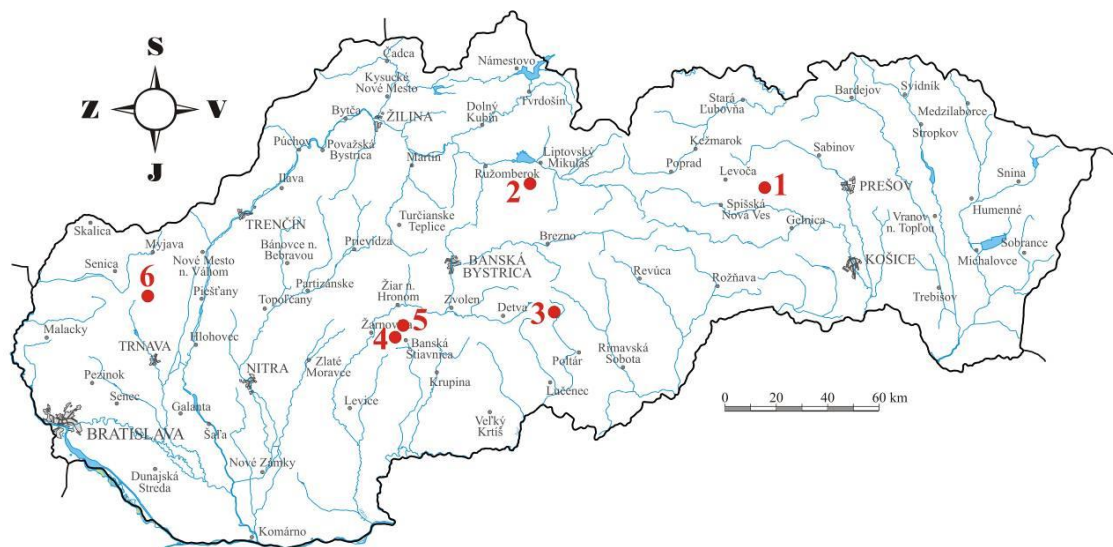 S
Z
V
J
Čadca
Kysucké
Nové Mesto
Námestovo
Tvrdošín
Dolný
Kubín
Bytča
ŽILINA
Púchov
Považská
Bystrica
Martin
Ružomberok
Liptovský
Mikuláš
2
Stará
Ľubovňa
Kežmarok
Poprad
Levoča
1
Spišská
Nová Ves
Gelnica
Bardejov
Sabinov
PREŠOV
Svidník
Stropkov
Medzilaborce
Snina
Humenné
Vranov
n. Topľou
Sobrance
Michalovce
Trebišov
KOŠICE
Rožňava
Revúca
Ilava
TRENČÍN
Turčianske
Teplice
Prievidza
Bánovce n.
Bebravou
Partizánske
Topoľčany
Skalica
Myjava
Senica
Nové Mesto
n. Váhom
6
Piešťany
Hlohovec
Malacky
TRNAVA
Pezinok
Senec
BRATISLAVA
Galanta
Šaľa
Dunajská
Streda
Nové Zámky
Komárno
NITRA
Zlaté
Moravce
Levice
Žiar n.
Hronom
5
4
Banská
Štiavnica
Krupina
Zvolen
BANSKÁ
BYSTRICA
Brezno
Detva
3
Poltár
Rimavská
Sobota
Lučenec
Veľký
Krtíš
0 20 40 60 km